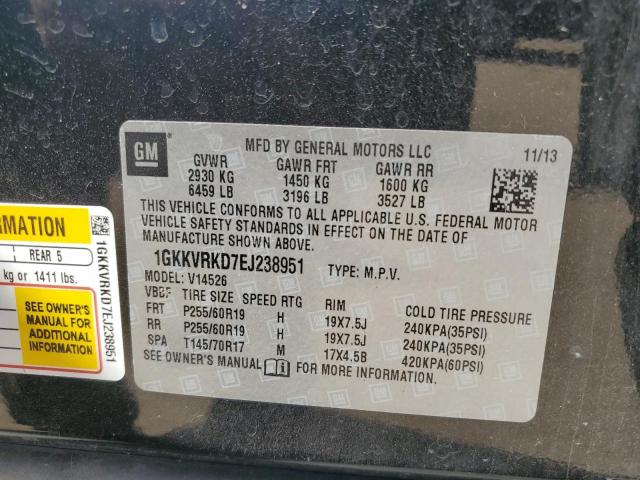 GM
MFD BY GENERAL MOTORS LLC 11/13
GVWR GAWR FRT GAWR RR
2930 KG 1450 KG 1600 KG
6459 LB 3196 LB 3527 LB
THIS VEHICLE CONFORMS TO ALL APPLICABLE U.S. FEDERAL MOTOR
VEHICLE SAFETY STANDARDS IN EFFECT ON THE DATE OF
MANUFACTURE SHOWN ABOVE.
1GKKVRKD7EJ238951 TYPE: M.P.V.
MODEL: V14526
VBBF TIRE SIZE SPEED RTG RIM COLD TIRE PRESSURE
FRT P255/60R19 H 19X7.5J 240KPA(35PSI)
RR P255/60R19 H 19X7.5J 240KPA(35PSI)
SPA T145/70R17 M 17X4.5B 420KPA(60PSI)
SEE OWNER'S MANUAL FOR MORE INFORMATION.
ORMATION
REAR 5
kg or 1411 lbs.
SEE OWNER'S
MANUAL FOR
ADDITIONAL
INFORMATION
1GKKVRKD7EJ238951